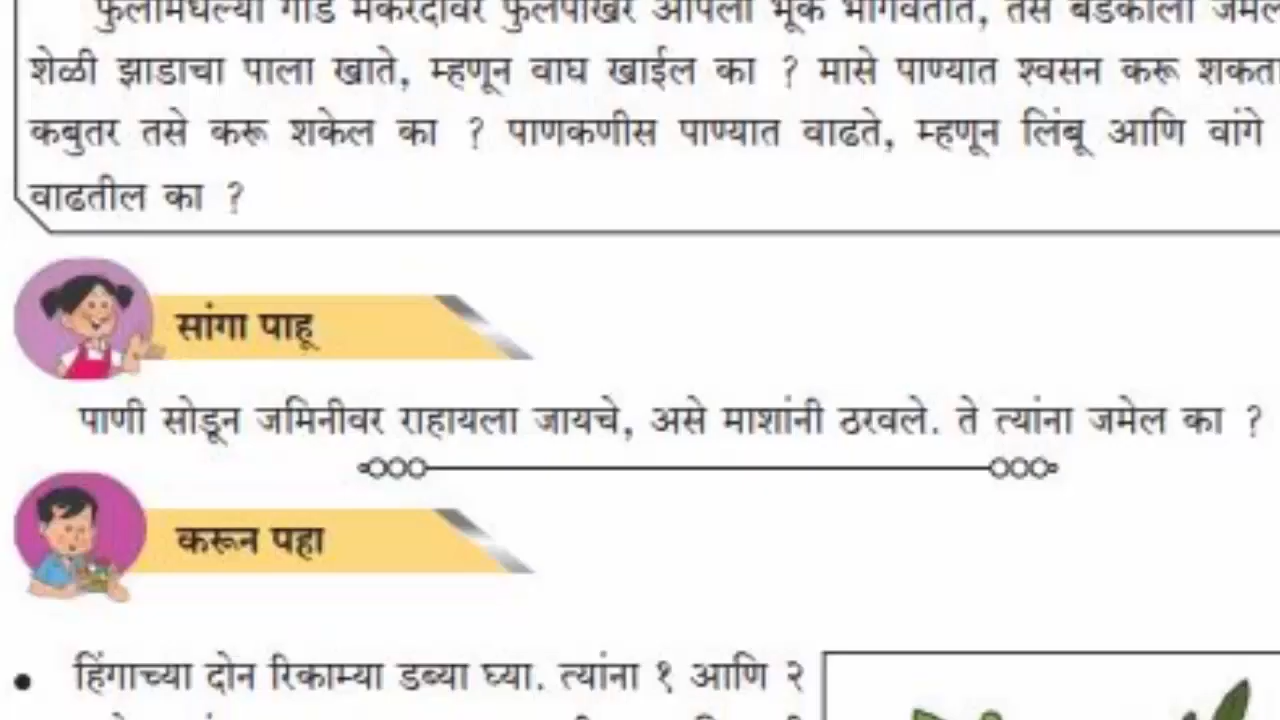 फुलांमधल्या गोड मकरंदावर फुलपाखरे आपली भूक भागवतात, तसे बेडकाला जमेल
शेळी झाडाचा पाला खाते, म्हणून वाघ खाईल का ? मासे पाण्यात श्वसन करू शकता
कबुतर तसे करू शकेल का ? पाणकणीस पाण्यात वाढते, म्हणून लिंबू आणि वांगे
वाढतील का ?
सांगा पाहू
पाणी सोडून जमिनीवर राहायला जायचे, असे माशांनी ठरवले. ते त्यांना जमेल का ?
करून पहा
• हिंगाच्या दोन रिकाम्या डब्या घ्या. त्यांना १ आणि २